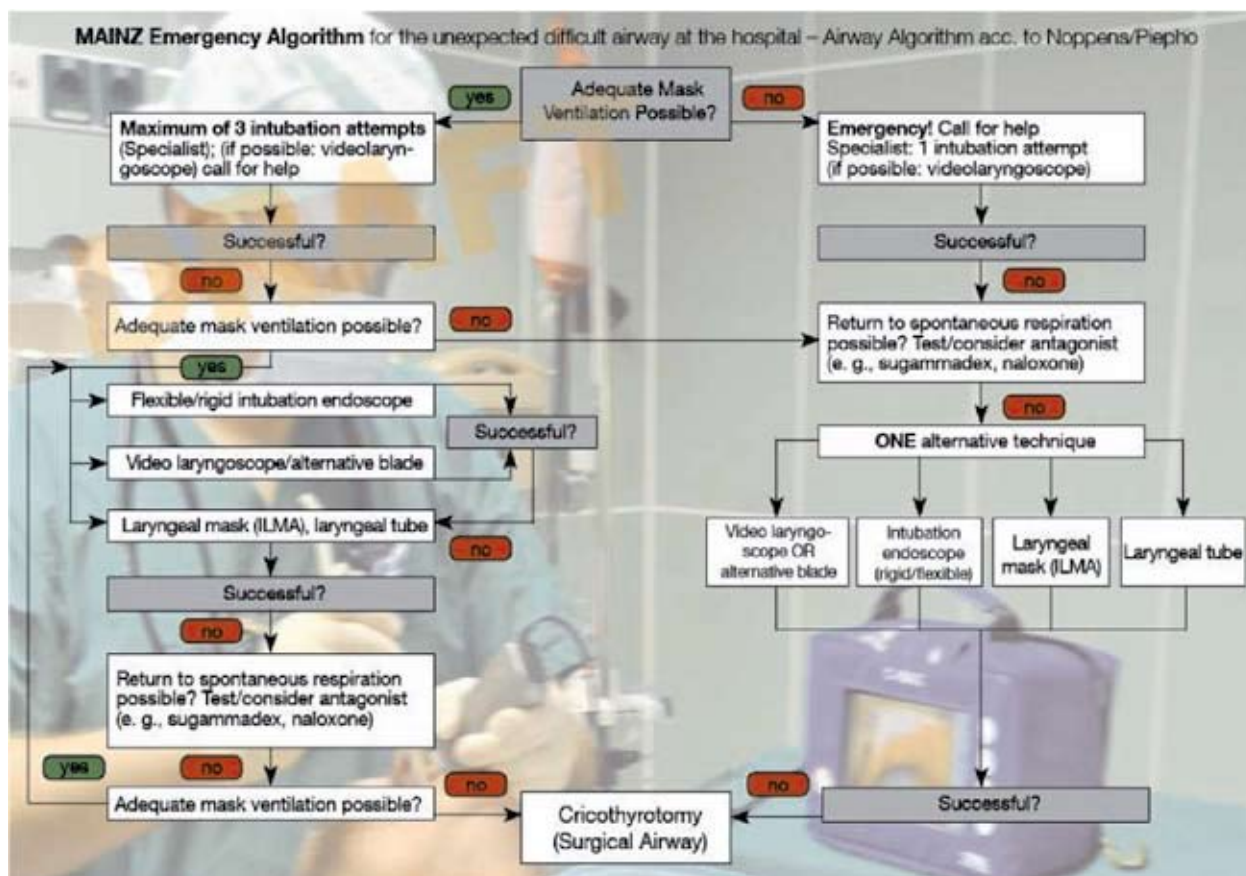 MAINZ Emergency Algorithm for the unexpected difficult airway at the hospital – Airway Algorithm acc. to Noppens/Piepho
Adequate Mask
Ventilation Possible?
yes
no
Maximum of 3 intubation attempts
(Specialist); (if possible: videolaryn-
goscope) call for help
Emergency! Call for help
Specialist: 1 intubation attempt
(if possible: videolaryngoscope)
Successful?
Successful?
no
no
Adequate mask ventilation possible?
no
Return to spontaneous respiration
possible? Test/consider antagonist
(e. g., sugammadex, naloxone)
yes
no
Flexible/rigid intubation endoscope
Successful?
ONE alternative technique
Video laryngoscope/alternative blade
Laryngeal mask (ILMA), laryngeal tube
no
Video laryngo-
scope OR
alternative blade
Intubation
endoscope
(rigid/flexible)
Laryngeal
mask (ILMA)
Laryngeal tube
Successful?
no
Return to spontaneous respiration
possible? Test/consider antagonist
(e. g., sugammadex, naloxone)
yes
no
Adequate mask ventilation possible?
no
Cricothyrotomy
(Surgical Airway)
no
Successful?